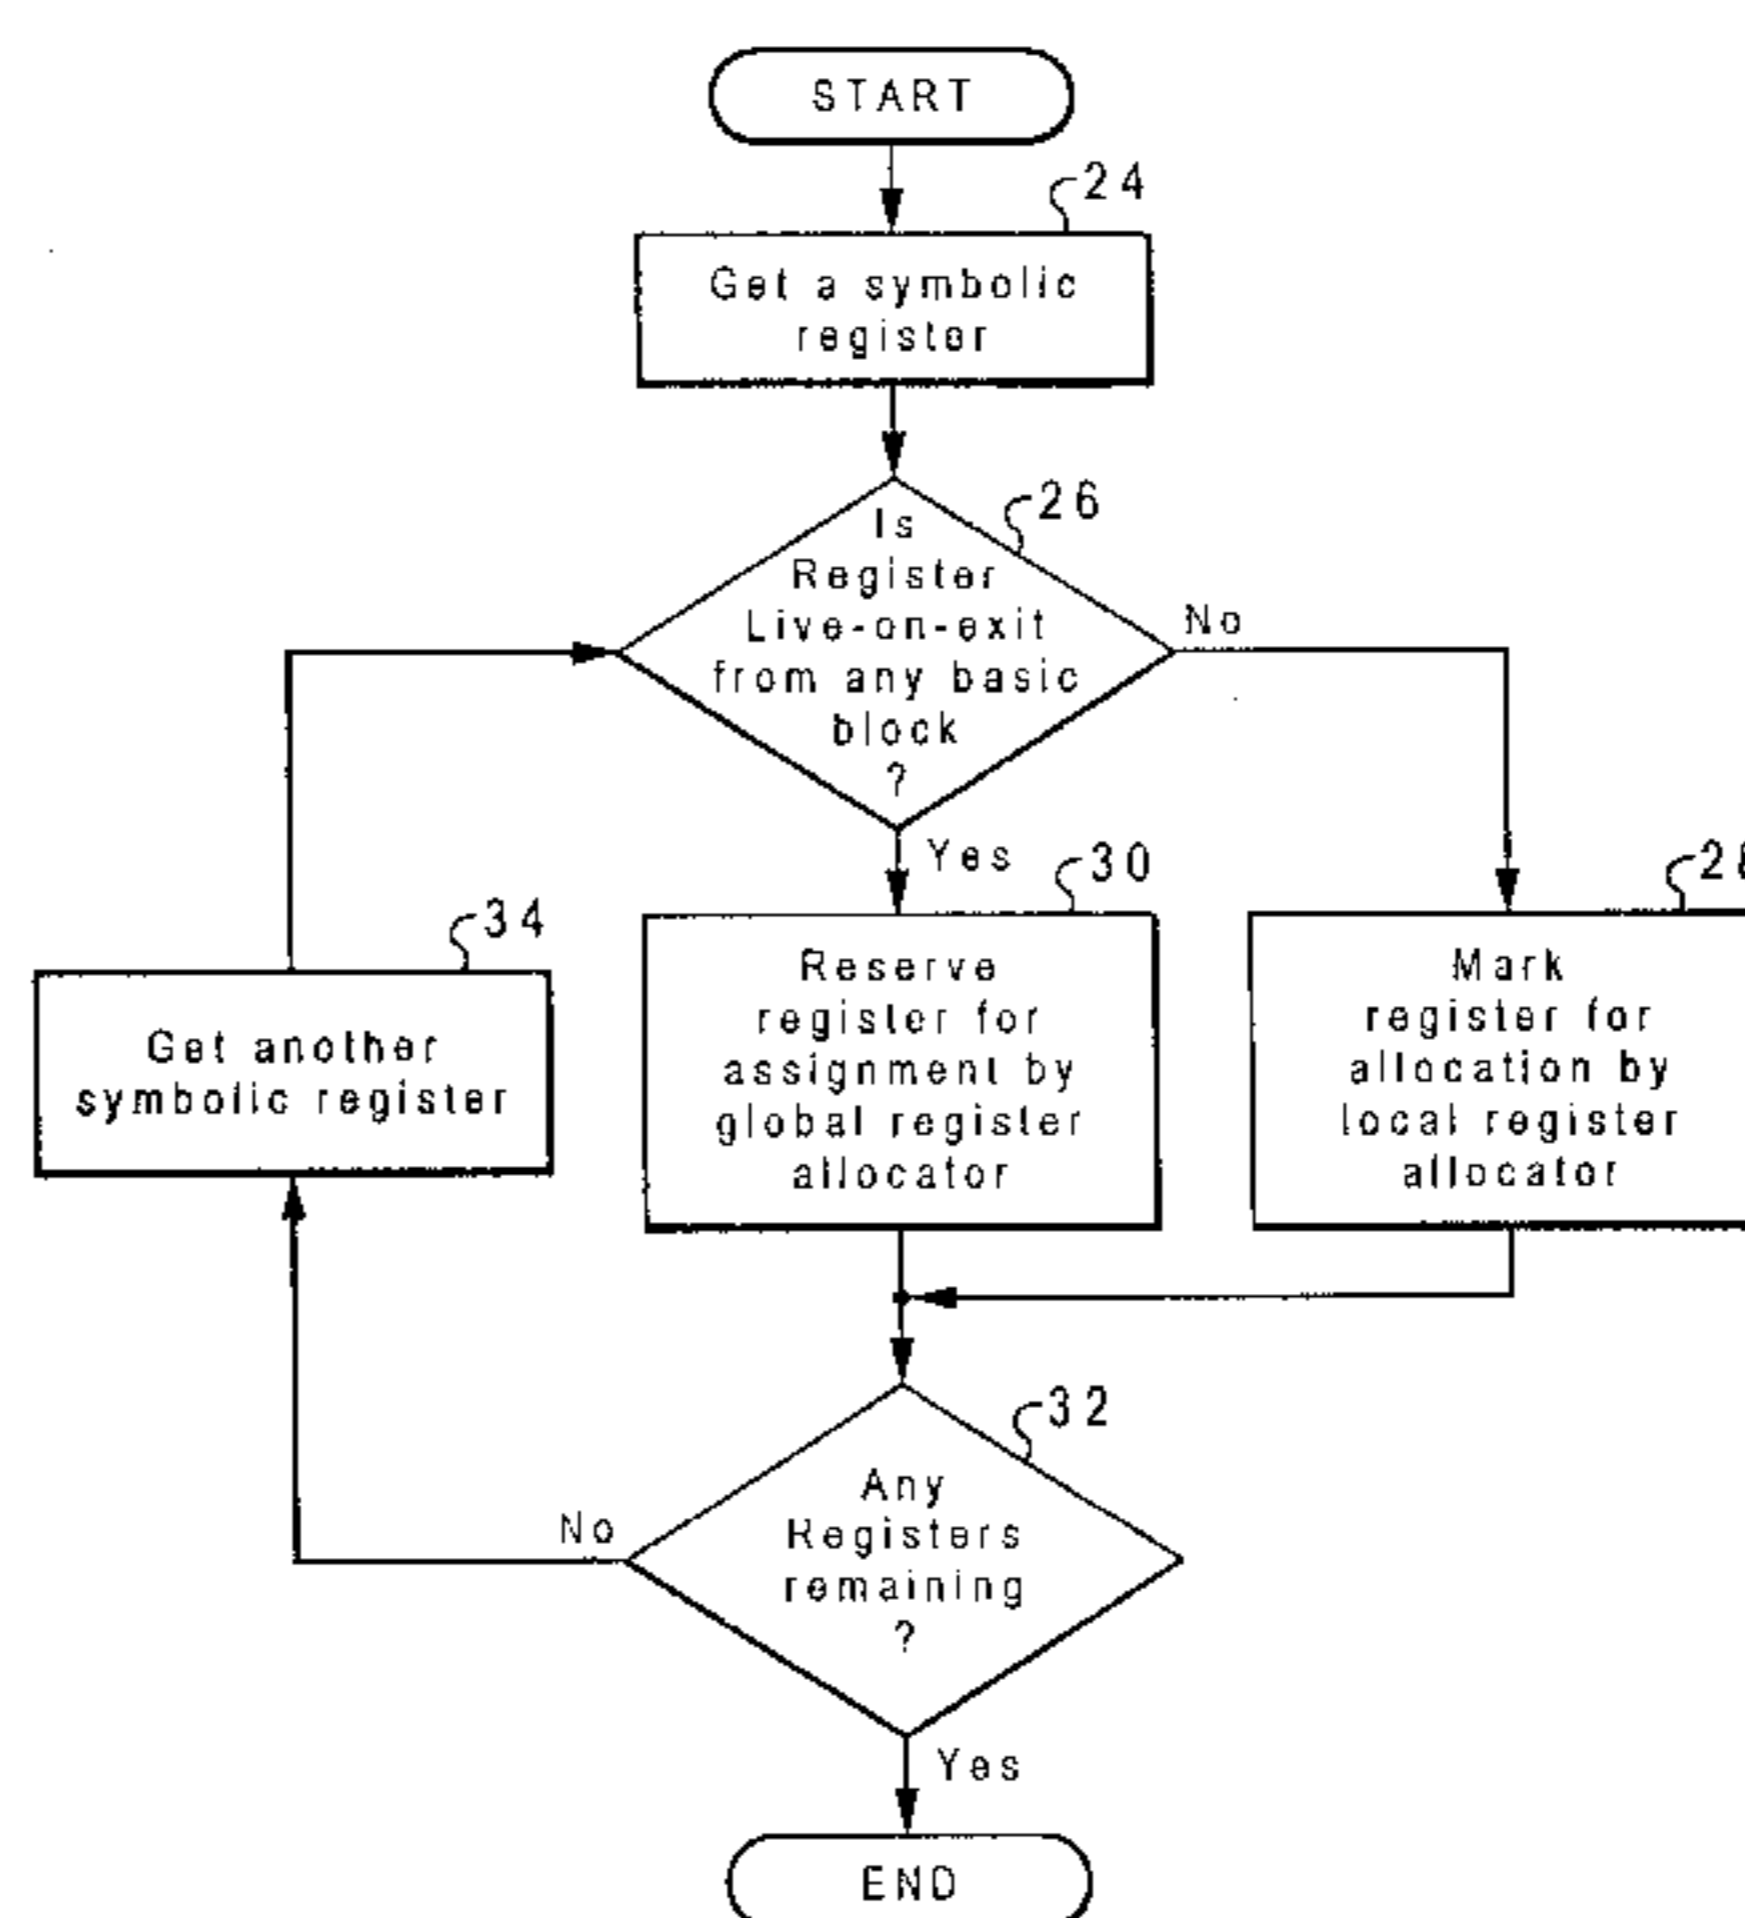 START
24
Get a symbolic
register
26
Is
Register
Live-on-exit
from any basic
block
?
No
Yes
30
34
Reserve
register for
assignment by
global register
allocator
Mark
register for
allocation by
local register
allocator
Get another
symbolic register
32
Any
Registers
remaining
?
No
Yes
END